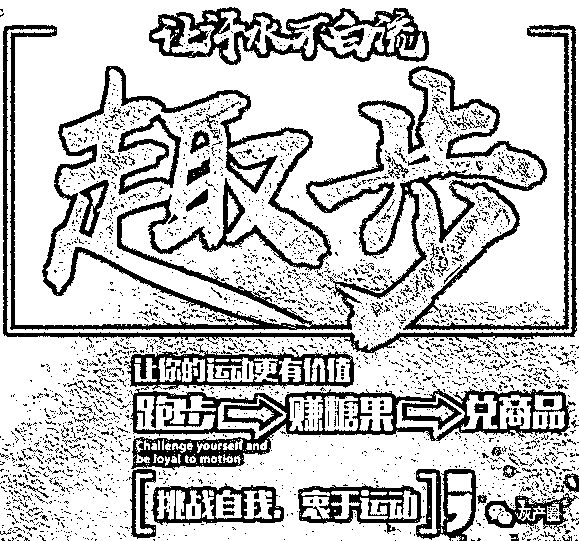 让汗水不白流
趣步
让你的运动更有价值
跑步 赚糖果 兑商品
Challenge yourself and
be loyal to motion
挑战自我，衷于运动